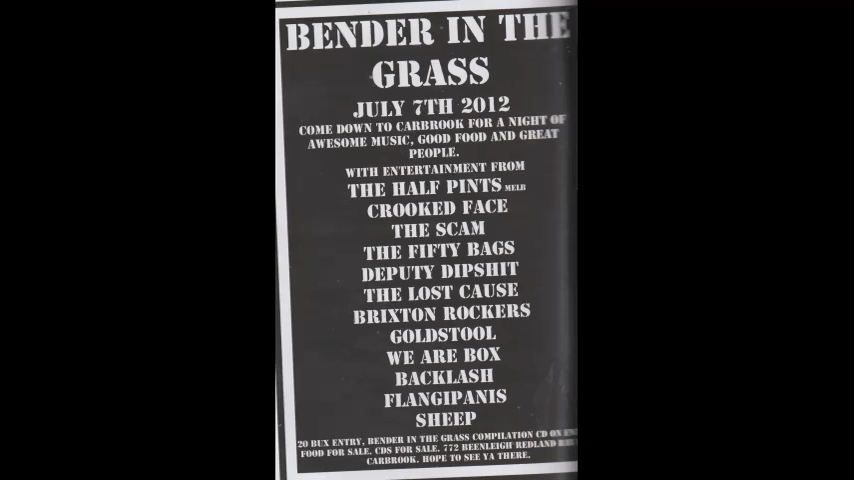 BENDER IN THE
GRASS
JULY 7TH 2012
COME DOWN TO CARBROOK FOR A NIGHT OF
AWESOME MUSIC, GOOD FOOD AND GREAT
PEOPLE.
WITH ENTERTAINMENT FROM
THE HALF PINTS MELB
CROOKED FACE
THE SCAM
THE FIFTY BAGS
DEPUTY DIPSHIT
THE LOST CAUSE
BRIXTON ROCKERS
GOLDSTOOL
WE ARE BOX
BACKLASH
FLANGIPANIS
SHEEP
20 BUX ENTRY, BENDER IN THE GRASS COMPILATION CD ON
FOOD FOR SALE. CDS FOR SALE. 772 BEENLEIGH REDLAND
CARBROOK. HOPE TO SEE YA THERE.